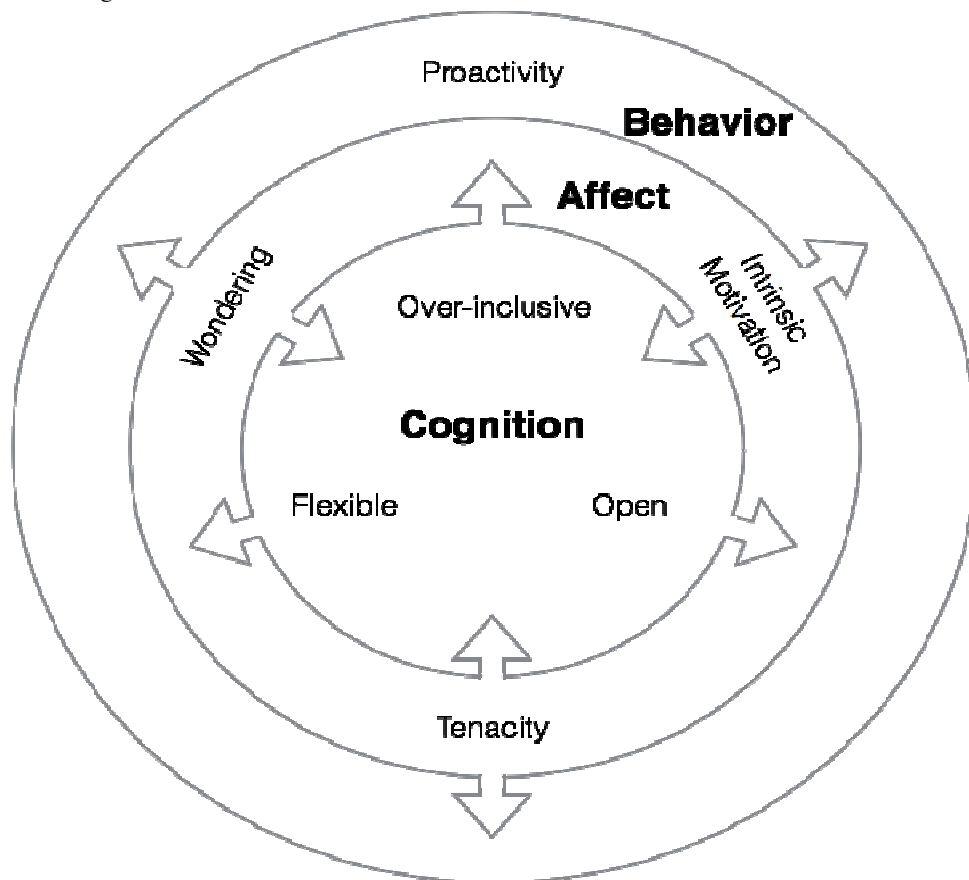 Proactivity
Behavior
Affect
Wondering
Intrinsic
Motivation
Over-inclusive
Cognition
Flexible
Open
Tenacity